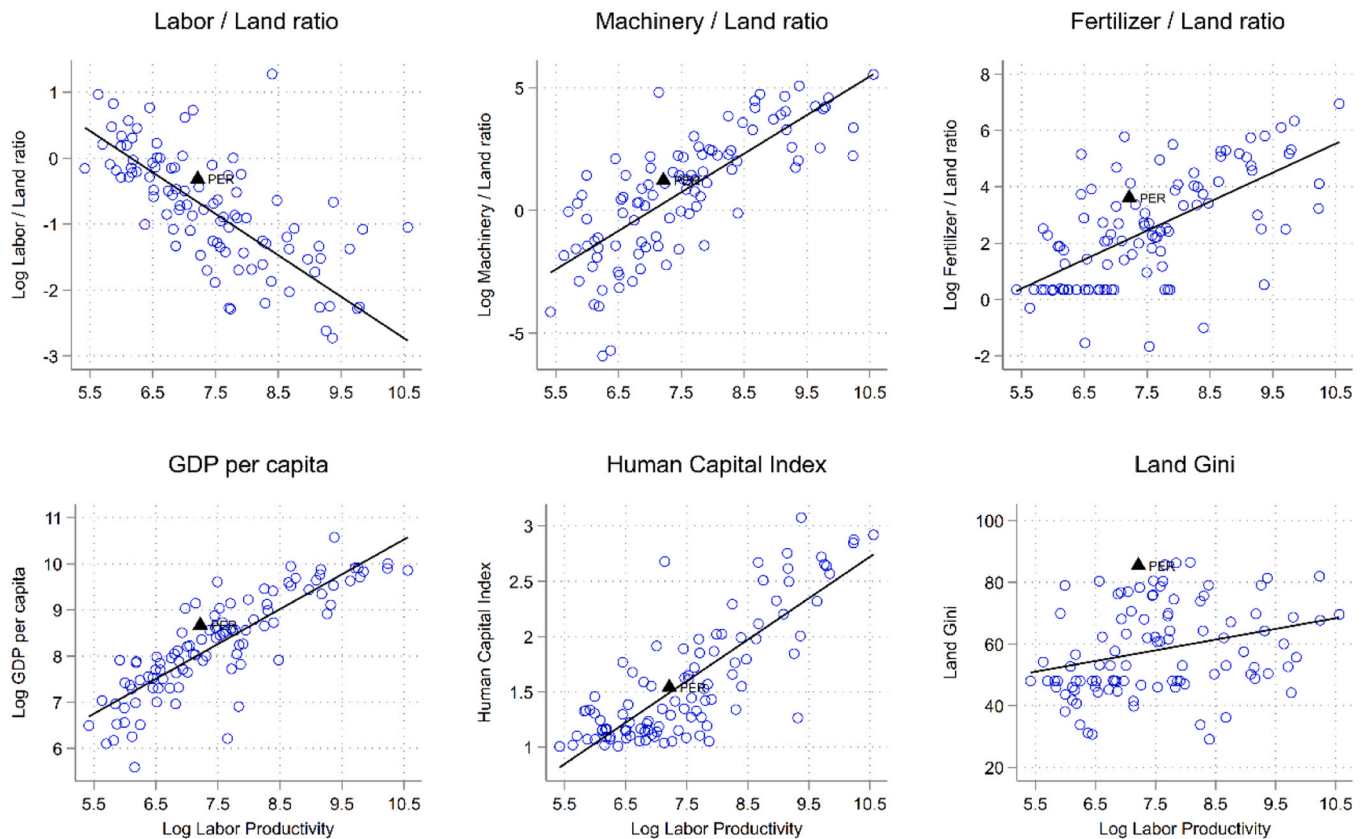 Labor / Land ratio
Log Labor / Land ratio
1
0
-1
-2
-3
PER
5.5 6.5 7.5 8.5 9.5 10.5
Machinery / Land ratio
Log Machinery / Land ratio
5
0
-5
PER
5.5 6.5 7.5 8.5 9.5 10.5
Fertilizer / Land ratio
Log Fertilizer / Land ratio
8
6
4
2
0
-2
PER
5.5 6.5 7.5 8.5 9.5 10.5
GDP per capita
Log GDP per capita
11
10
9
8
7
6
PER
5.5 6.5 7.5 8.5 9.5 10.5
Log Labor Productivity
Human Capital Index
Human Capital Index
3
2.5
2
1.5
1
PER
5.5 6.5 7.5 8.5 9.5 10.5
Log Labor Productivity
Land Gini
Land Gini
100
80
60
40
20
PER
5.5 6.5 7.5 8.5 9.5 10.5
Log Labor Productivity